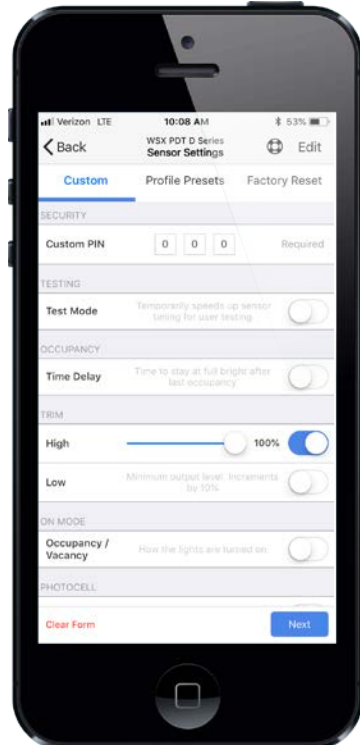 Verizon LTE 10:08 AM 53%
Back WSX PDT D Series Edit
Sensor Settings
Custom Profile Presets Factory Reset
SECURITY
Custom PIN 0 0 0 Required
TESTING
Test Mode Temporarily speeds up sensor
timing for user testing
OCCUPANCY
Time Delay Time to stay at full bright after
last occupancy
TRIM
High 100%
Low Minimum output level. Increments
by 10%
ON MODE
Occupancy /
Vacancy How the lights are turned on
PHOTOCELL
Clear Form Next